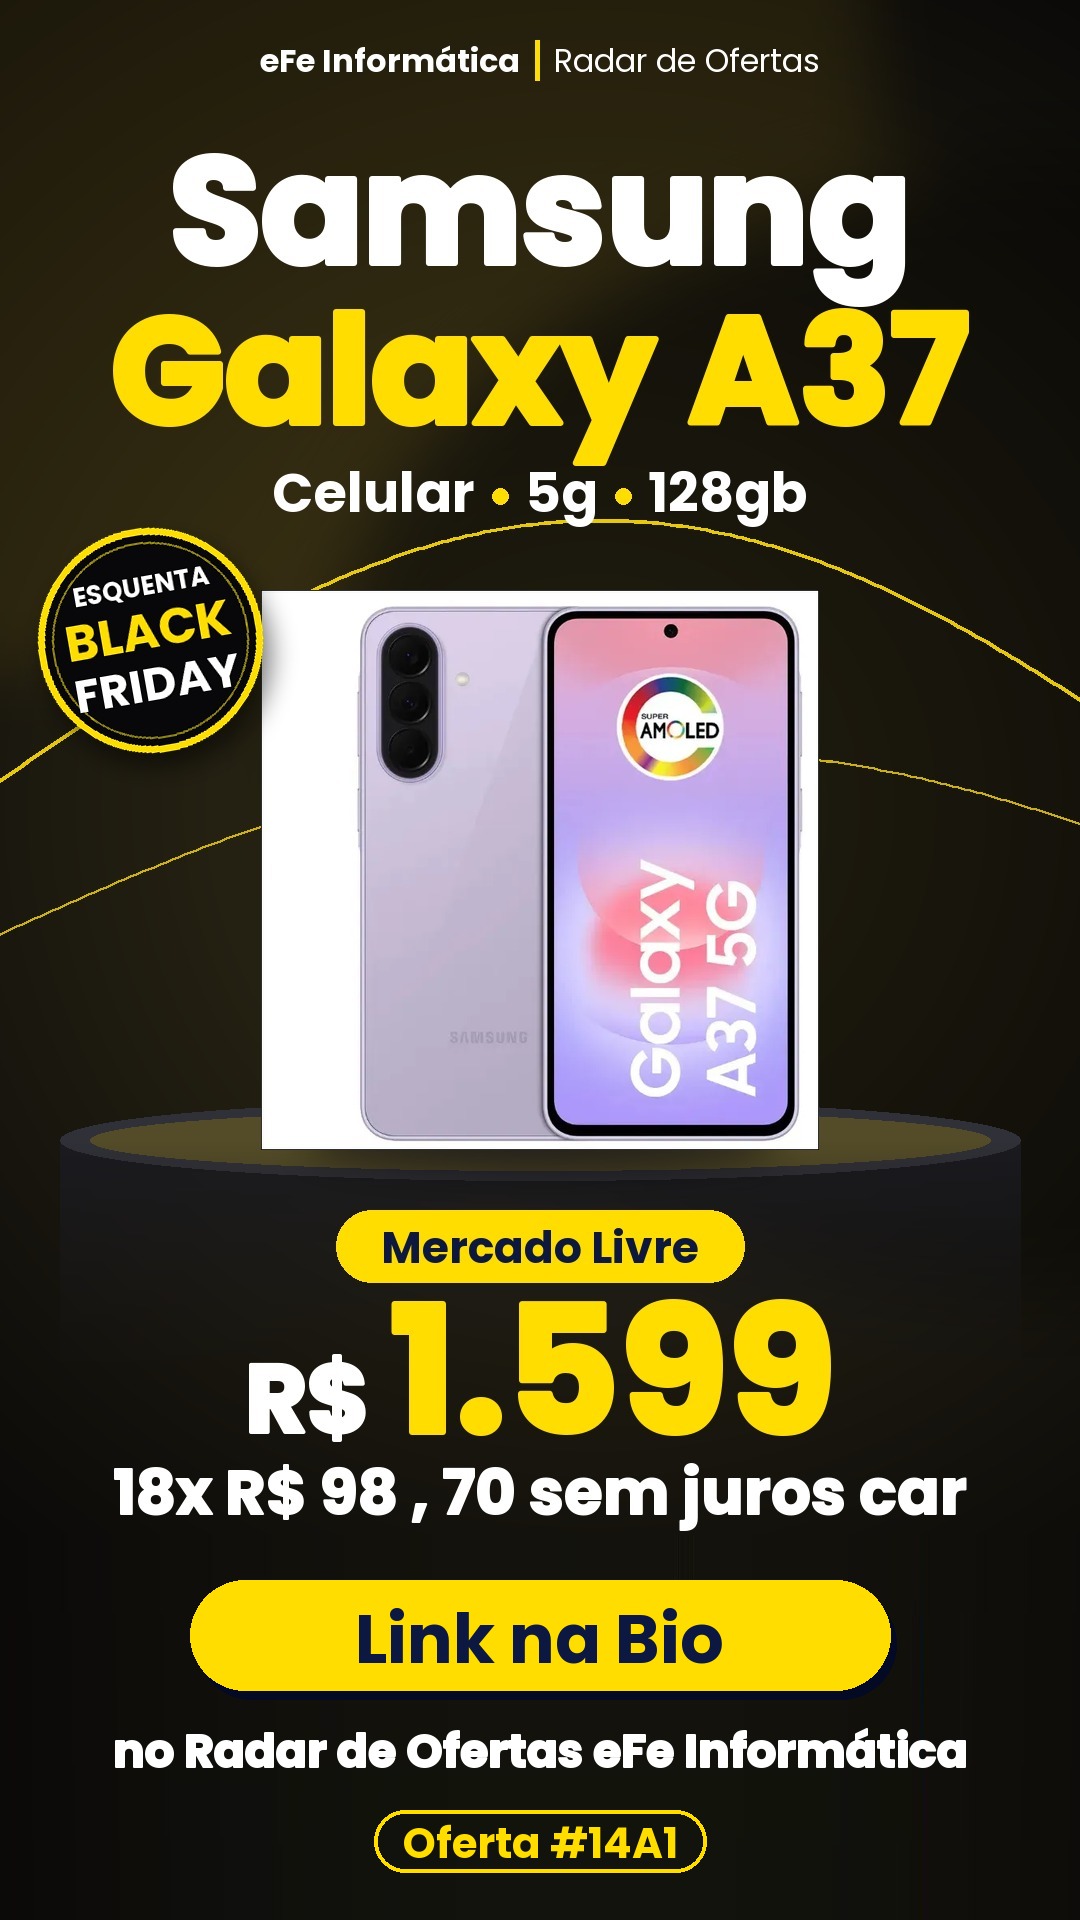 eFe Informática | Radar de Ofertas
Samsung
Galaxy A37
Celular • 5g • 128gb
ESQUENTA
BLACK
FRIDAY
SUPER
AMOLED
Galaxy
A37 5G
SAMSUNG
Mercado Livre
R$ 1.599
18x R$ 98 , 70 sem juros car
Link na Bio
no Radar de Ofertas eFe Informática
Oferta #14A1